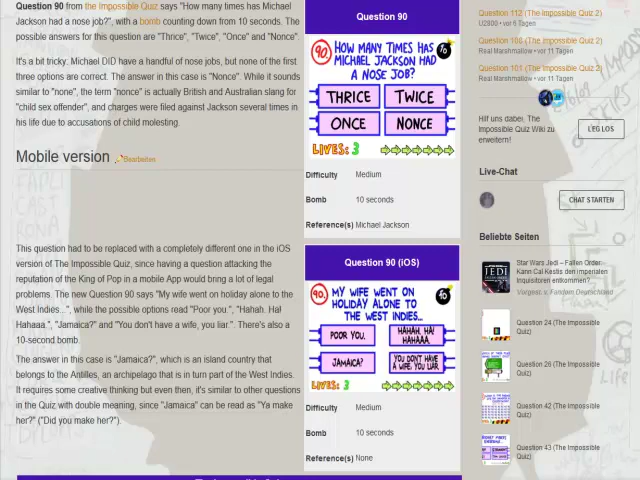 Question 90 from the Impossible Quiz says "How many times has Michael
Jackson had a nose job?", with a bomb counting down from 10 seconds. The
possible answers for this question are "Thrice", "Twice", "Once" and "Nonce".
It's a bit tricky: Michael DID have a handful of nose jobs, but none of the first
three options are correct. The answer in this case is "Nonce". While it sounds
similar to "none", the term "nonce" is actually British and Australian slang for
"child sex offender", and charges were filed against Jackson several times in
his life due to accusations of child molesting.
Mobile version Bearbeiten
This question had to be replaced with a completely different one in the iOS
version of The Impossible Quiz, since having a question attacking the
reputation of the King of Pop in a mobile App would bring a lot of legal
problems. The new Question 90 says "My wife went on holiday alone to the West
Indies...", while the possible options read "Poor you.", "Hahah. Ha!
Hahaaa.", "Jamaica?" and "You don't have a wife, you liar.". There's also a
10-second bomb.
The answer in this case is "Jamaica?", which is an island country that
belongs to the Antilles, an archipelago that is in turn part of the West Indies.
It requires some creative thinking but even then, it's similar to other questions
in the Quiz with double meaning, since "Jamaica" can be read as "Ya make
her?" ("Did you make her?").
Question 90
90. HOW MANY TIMES HAS
MICHAEL JACKSON HAD
A NOSE JOB?
10
THRICE
TWICE
ONCE
NONCE
LIVES: 3
Difficulty Medium
Bomb 10 seconds
Reference(s) Michael Jackson
Question 90 (iOS)
90. MY WIFE WENT ON
HOLIDAY ALONE TO
THE WEST INDIES...
10
POOR YOU.
HAHAH. HA!
HAHAAA.
JAMAICA?
YOU DON'T HAVE
A WIFE, YOU LIAR.
LIVES: 3
Difficulty Medium
Bomb 10 seconds
Reference(s) None
Question 112 (The Impossible Quiz 2)
Question 100 (The Impossible Quiz 2)
Real Marshmallow • vor 11 Tagen
Question 101 (The Impossible Quiz 2)
Real Marshmallow • vor 11 Tagen
Hilf uns dabei, The
Impossible Quiz Wiki zu
erweitern!
LEG LOS
Live-Chat
CHAT STARTEN
Beliebte Seiten
JEDI
Star Wars Jedi – Fallen Order:
Kann Cal Kestis den imperialen
Inquisitoren entkommen?
Vorgest. v. Fandom Deutschland
Question 24 (The Impossible
Quiz)
Question 26 (The Impossible
Quiz)
Question 42 (The Impossible
Quiz)
Question 43 (The Impossible
Quiz)